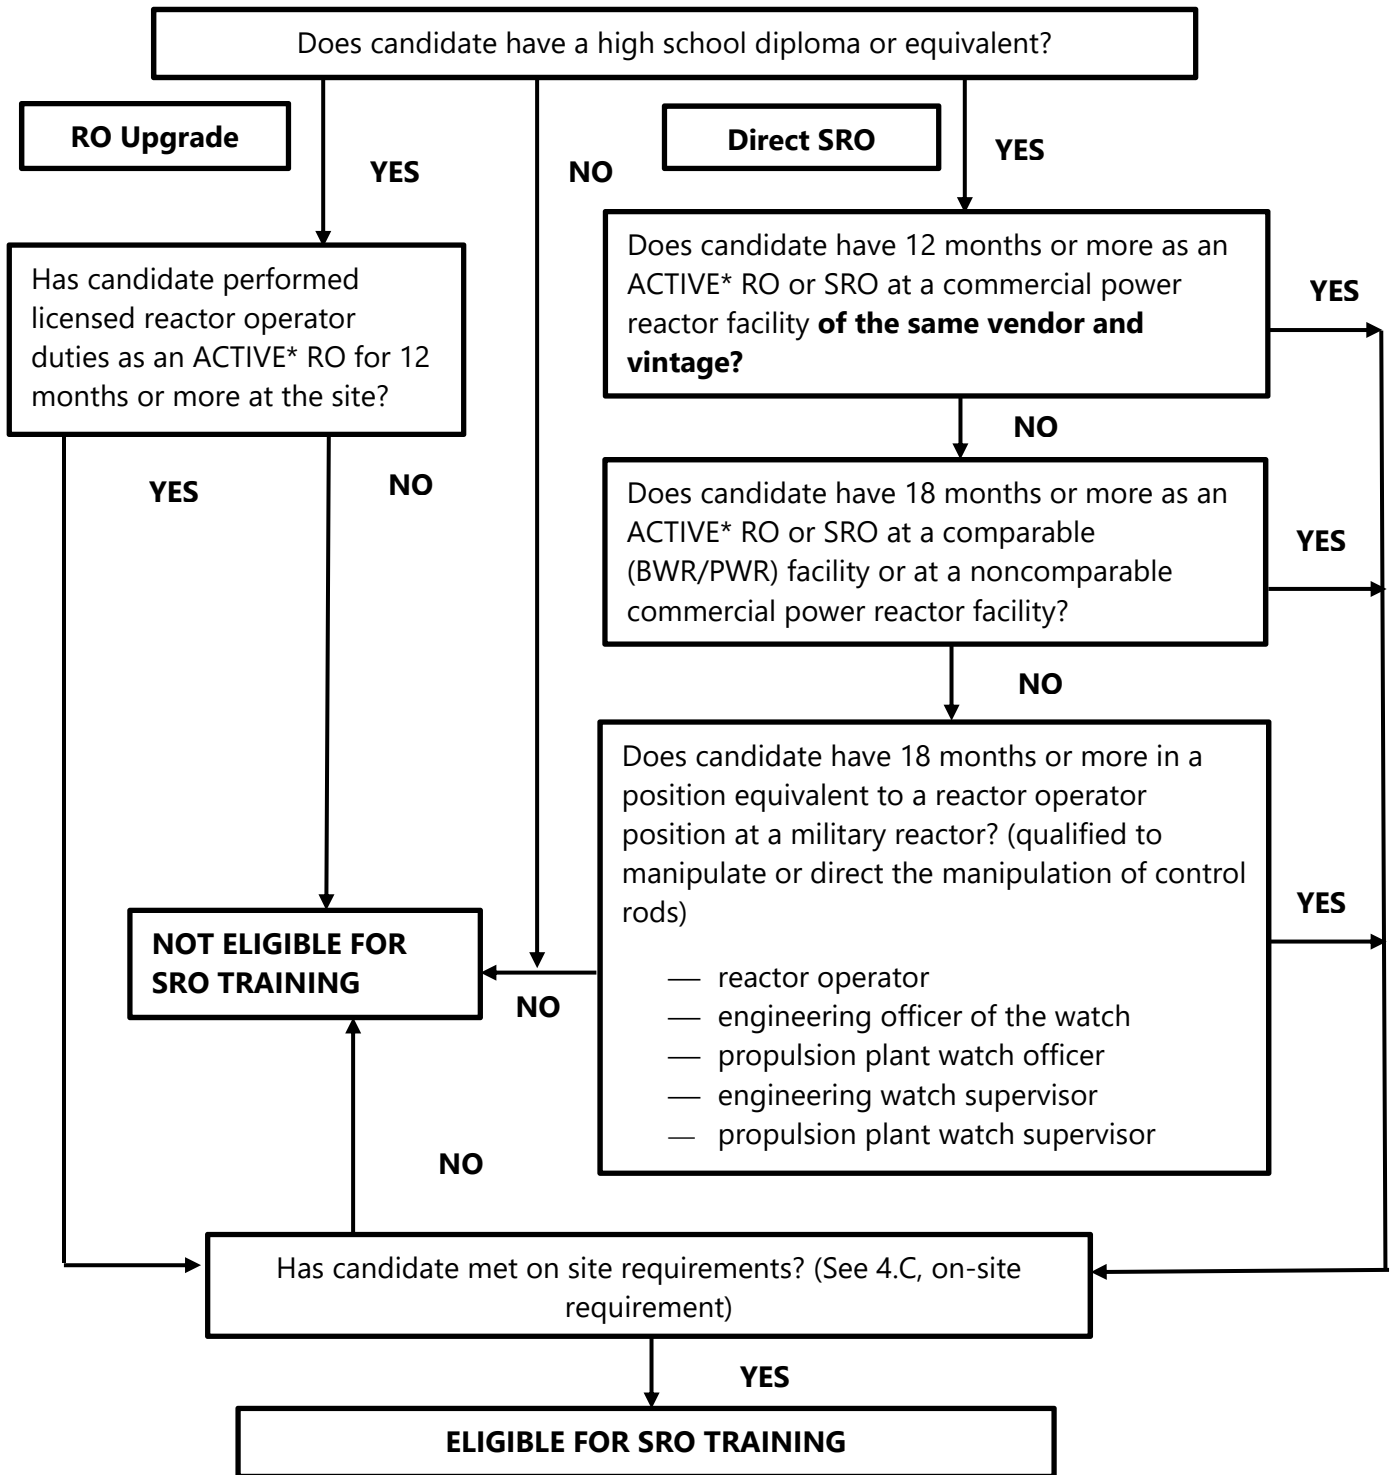 Does candidate have a high school diploma or equivalent?
RO Upgrade
YES
NO
Direct SRO
YES
Has candidate performed
licensed reactor operator
duties as an ACTIVE* RO for 12
months or more at the site?
YES
NO
Does candidate have 12 months or more as an
ACTIVE* RO or SRO at a commercial power
reactor facility of the same vendor and
vintage?
YES
NO
Does candidate have 18 months or more as an
ACTIVE* RO or SRO at a comparable
(BWR/PWR) facility or at a noncomparable
commercial power reactor facility?
YES
NO
Does candidate have 18 months or more in a
position equivalent to a reactor operator
position at a military reactor? (qualified to
manipulate or direct the manipulation of control
rods)
— reactor operator
— engineering officer of the watch
— propulsion plant watch officer
— engineering watch supervisor
— propulsion plant watch supervisor
YES
NO
NOT ELIGIBLE FOR
SRO TRAINING
NO
Has candidate met on site requirements? (See 4.C, on-site
requirement)
YES
ELIGIBLE FOR SRO TRAINING